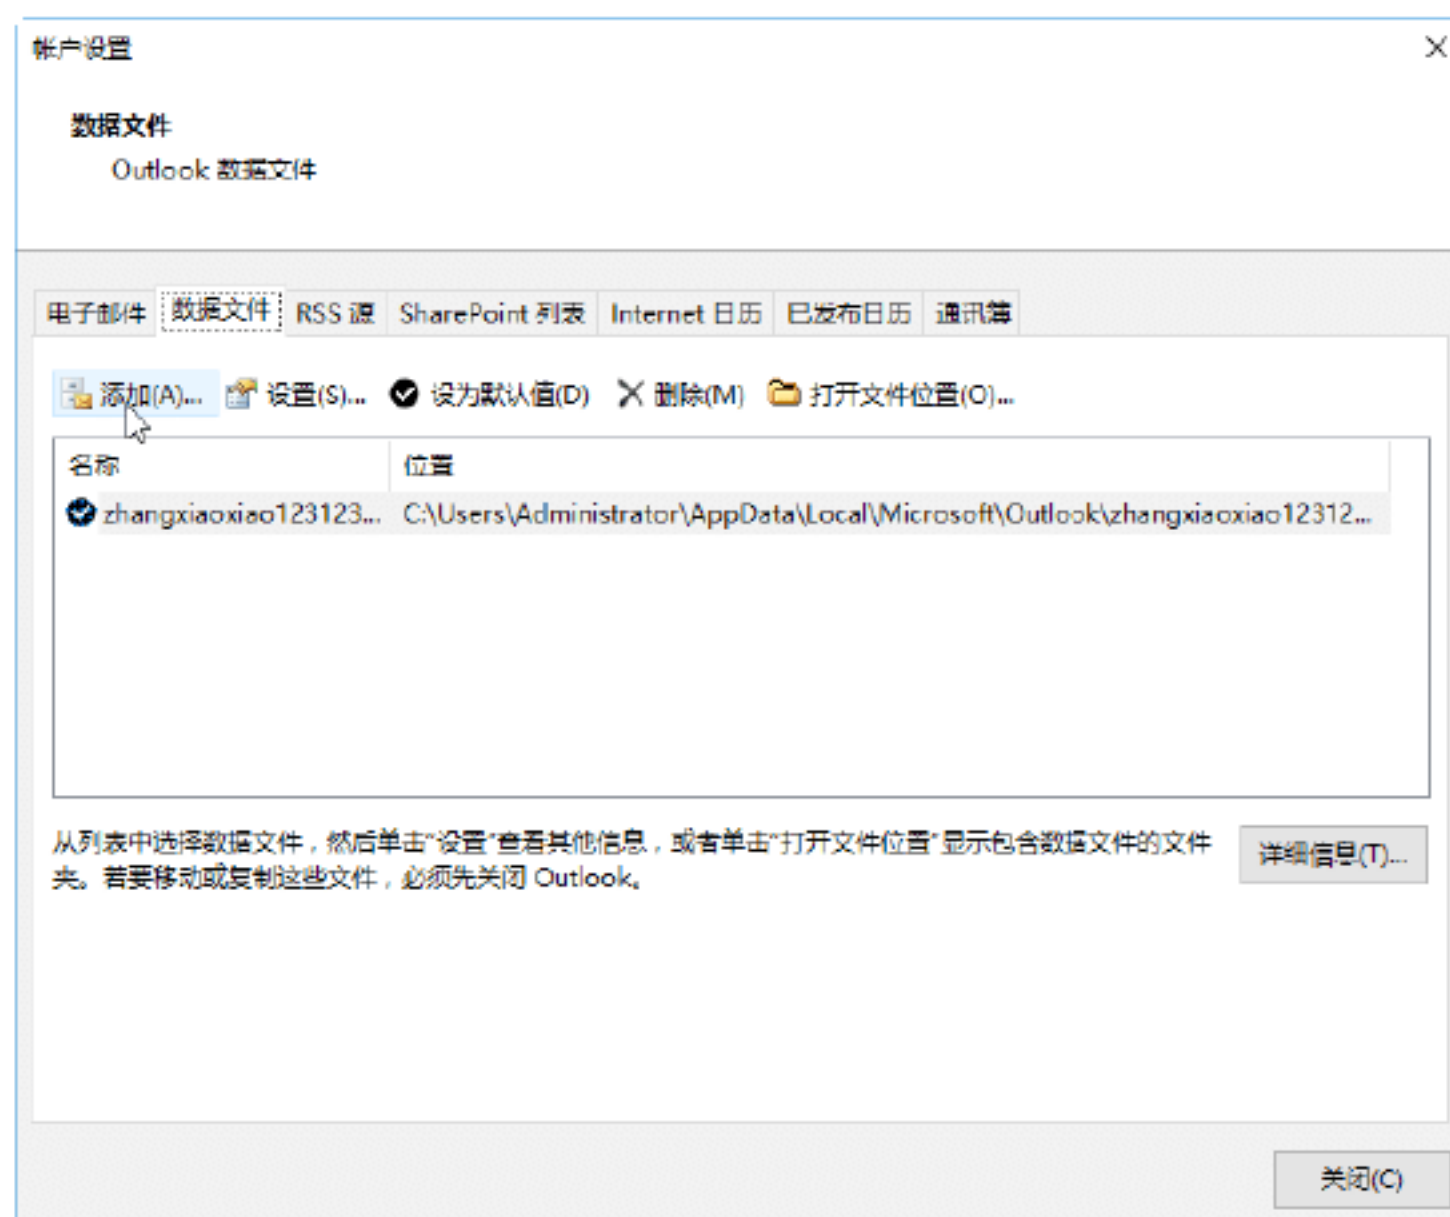 帐户设置
数据文件
Outlook 数据文件
电子邮件 数据文件 RSS 源 SharePoint 列表 Internet 日历 已发布日历 通讯簿
添加(A)... 设置(S)... 设为默认值(D) 删除(M) 打开文件位置(O)...
名称 位置
zhangxiaoxiao123123... C:\Users\Administrator\AppData\Local\Microsoft\Outlook\zhangxiaoxiao12312...
从列表中选择数据文件，然后单击“设置”查看其他信息，或者单击“打开文件位置”显示包含数据文件的文件
夹。若要移动或复制这些文件，必须先关闭 Outlook。
详细信息(T)...
关闭(C)